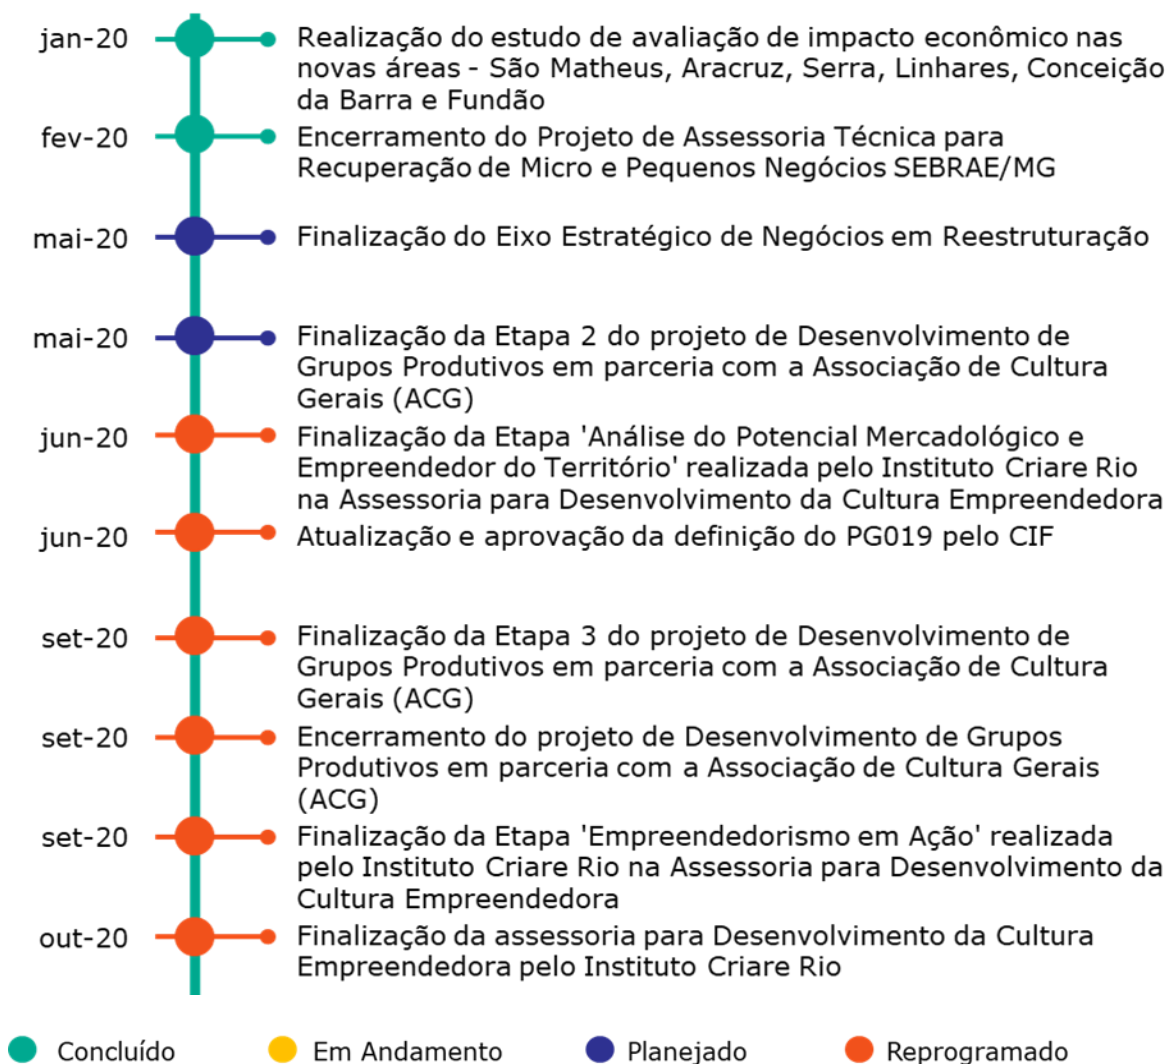 jan-20
Realização do estudo de avaliação de impacto econômico nas
novas áreas - São Matheus, Aracruz, Serra, Linhares, Conceição
da Barra e Fundão
fev-20
Encerramento do Projeto de Assessoria Técnica para
Recuperação de Micro e Pequenos Negócios SEBRAE/MG
mai-20
Finalização do Eixo Estratégico de Negócios em Reestruturação
mai-20
Finalização da Etapa 2 do projeto de Desenvolvimento de
Grupos Produtivos em parceria com a Associação de Cultura
Gerais (ACG)
jun-20
Finalização da Etapa 'Análise do Potencial Mercadológico e
Empreendedor do Território' realizada pelo Instituto Criare Rio
na Assessoria para Desenvolvimento da Cultura Empreendedora
jun-20
Atualização e aprovação da definição do PG019 pelo CIF
set-20
Finalização da Etapa 3 do projeto de Desenvolvimento de
Grupos Produtivos em parceria com a Associação de Cultura
Gerais (ACG)
set-20
Encerramento do projeto de Desenvolvimento de Grupos
Produtivos em parceria com a Associação de Cultura Gerais
(ACG)
set-20
Finalização da Etapa 'Empreendedorismo em Ação' realizada
pelo Instituto Criare Rio na Assessoria para Desenvolvimento da
Cultura Empreendedora
out-20
Finalização da assessoria para Desenvolvimento da Cultura
Empreendedora pelo Instituto Criare Rio
Concluído
Em Andamento
Planejado
Reprogramado